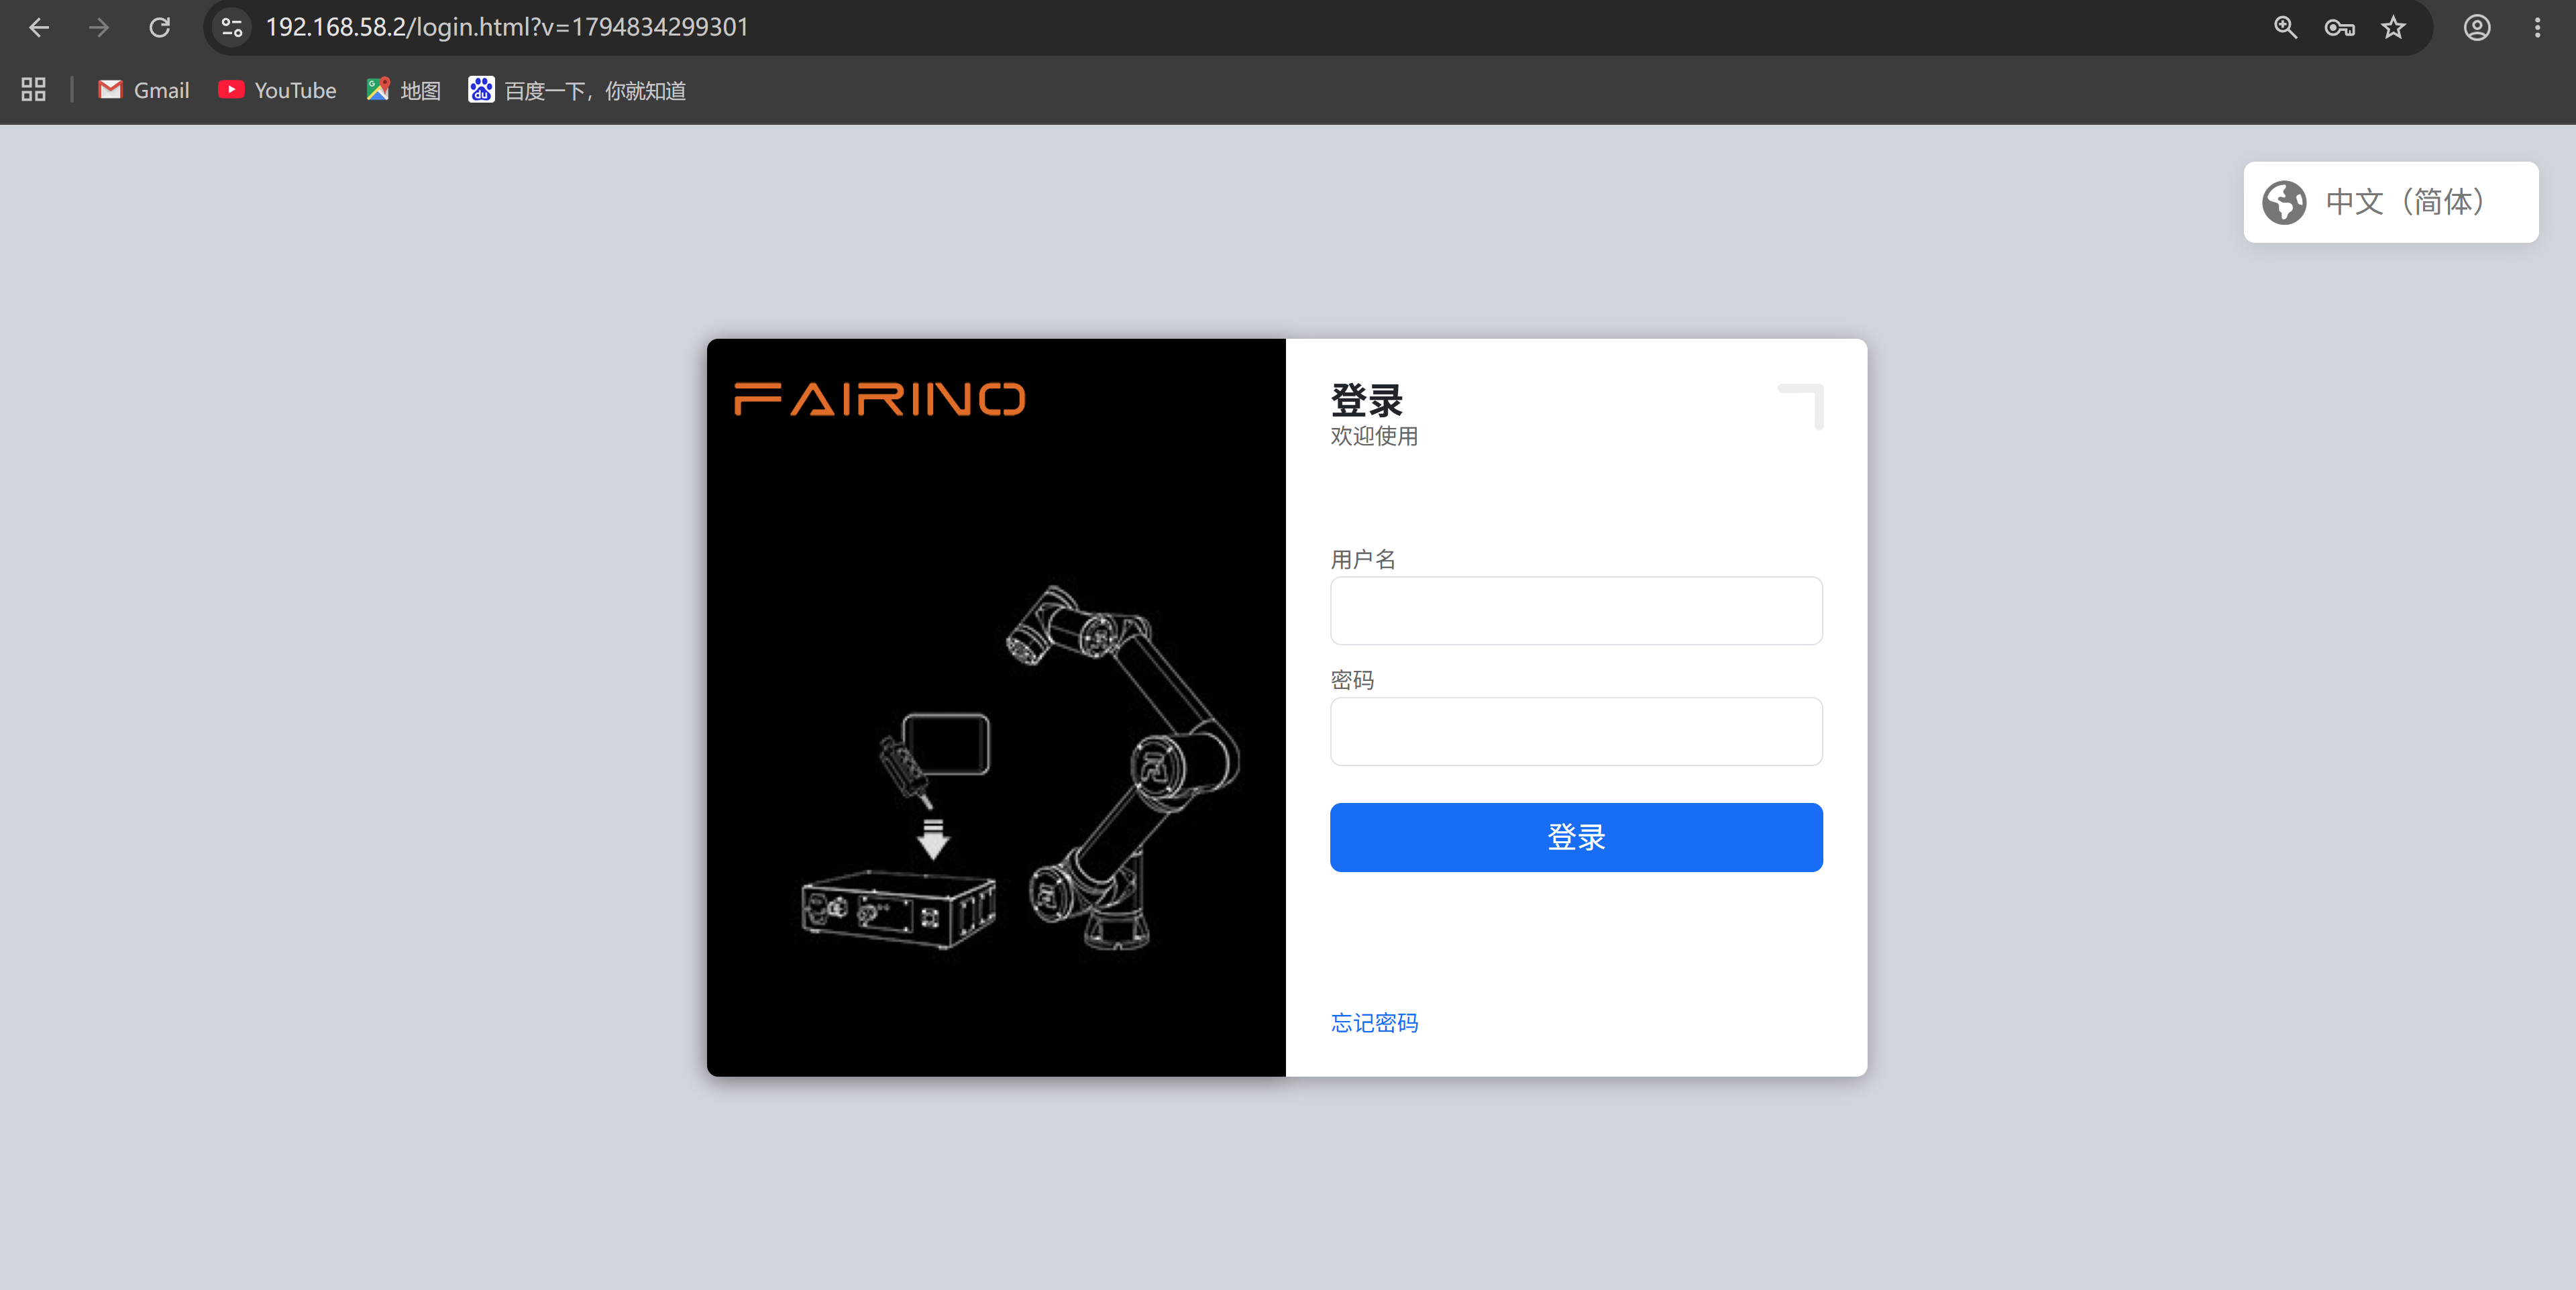 192.168.58.2/login.html?v=1794834299301
Gmail YouTube 地图 百度一下，你就知道
中文（简体）
FAIRINO
登录
欢迎使用
用户名
密码
登录
忘记密码